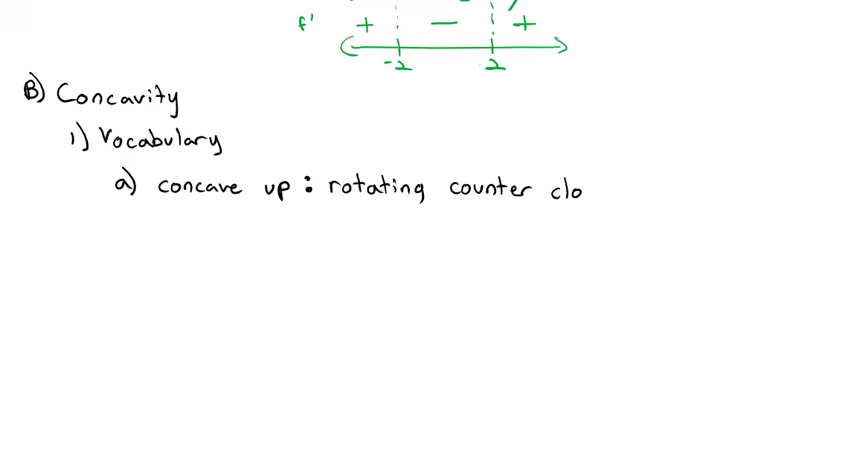 f' + − +
-2 2
B) Concavity
1) Vocabulary
a) concave up : rotating counter clo